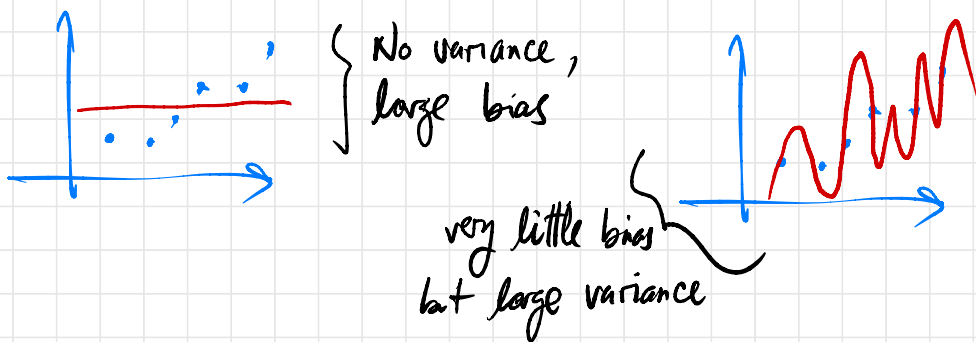 No variance,
large bias
very little bias
but large variance